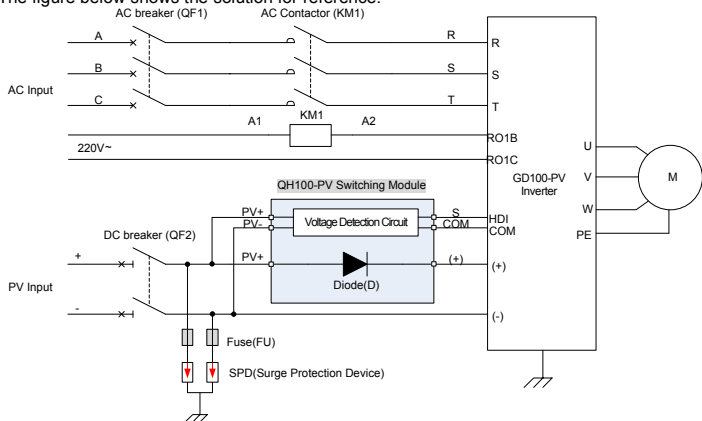 The figure below shows the solution for reference.
AC breaker (QF1) AC Contactor (KM1)
A R R
B S S
AC Input
C T T
A1 KM1 A2
RO1B
220V~
RO1C
GD100-PV
Inverter
U
V
W
PE
M
QH100-PV Switching Module
PV+ Voltage Detection Circuit S HDI
PV- COM COM
DC breaker (QF2)
+ PV+ (+) (+)
Diode(D)
PV Input
- (-)
Fuse(FU)
SPD(Surge Protection Device)